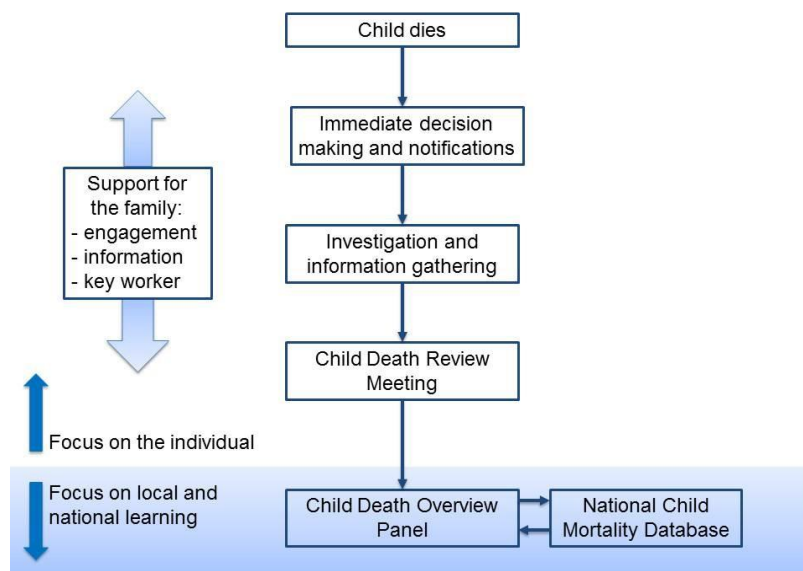 Child dies
Immediate decision
making and notifications
Support for
the family:
- engagement
- information
- key worker
Investigation and
information gathering
Child Death Review
Meeting
Focus on the individual
Focus on local and
national learning
Child Death Overview
Panel
National Child
Mortality Database